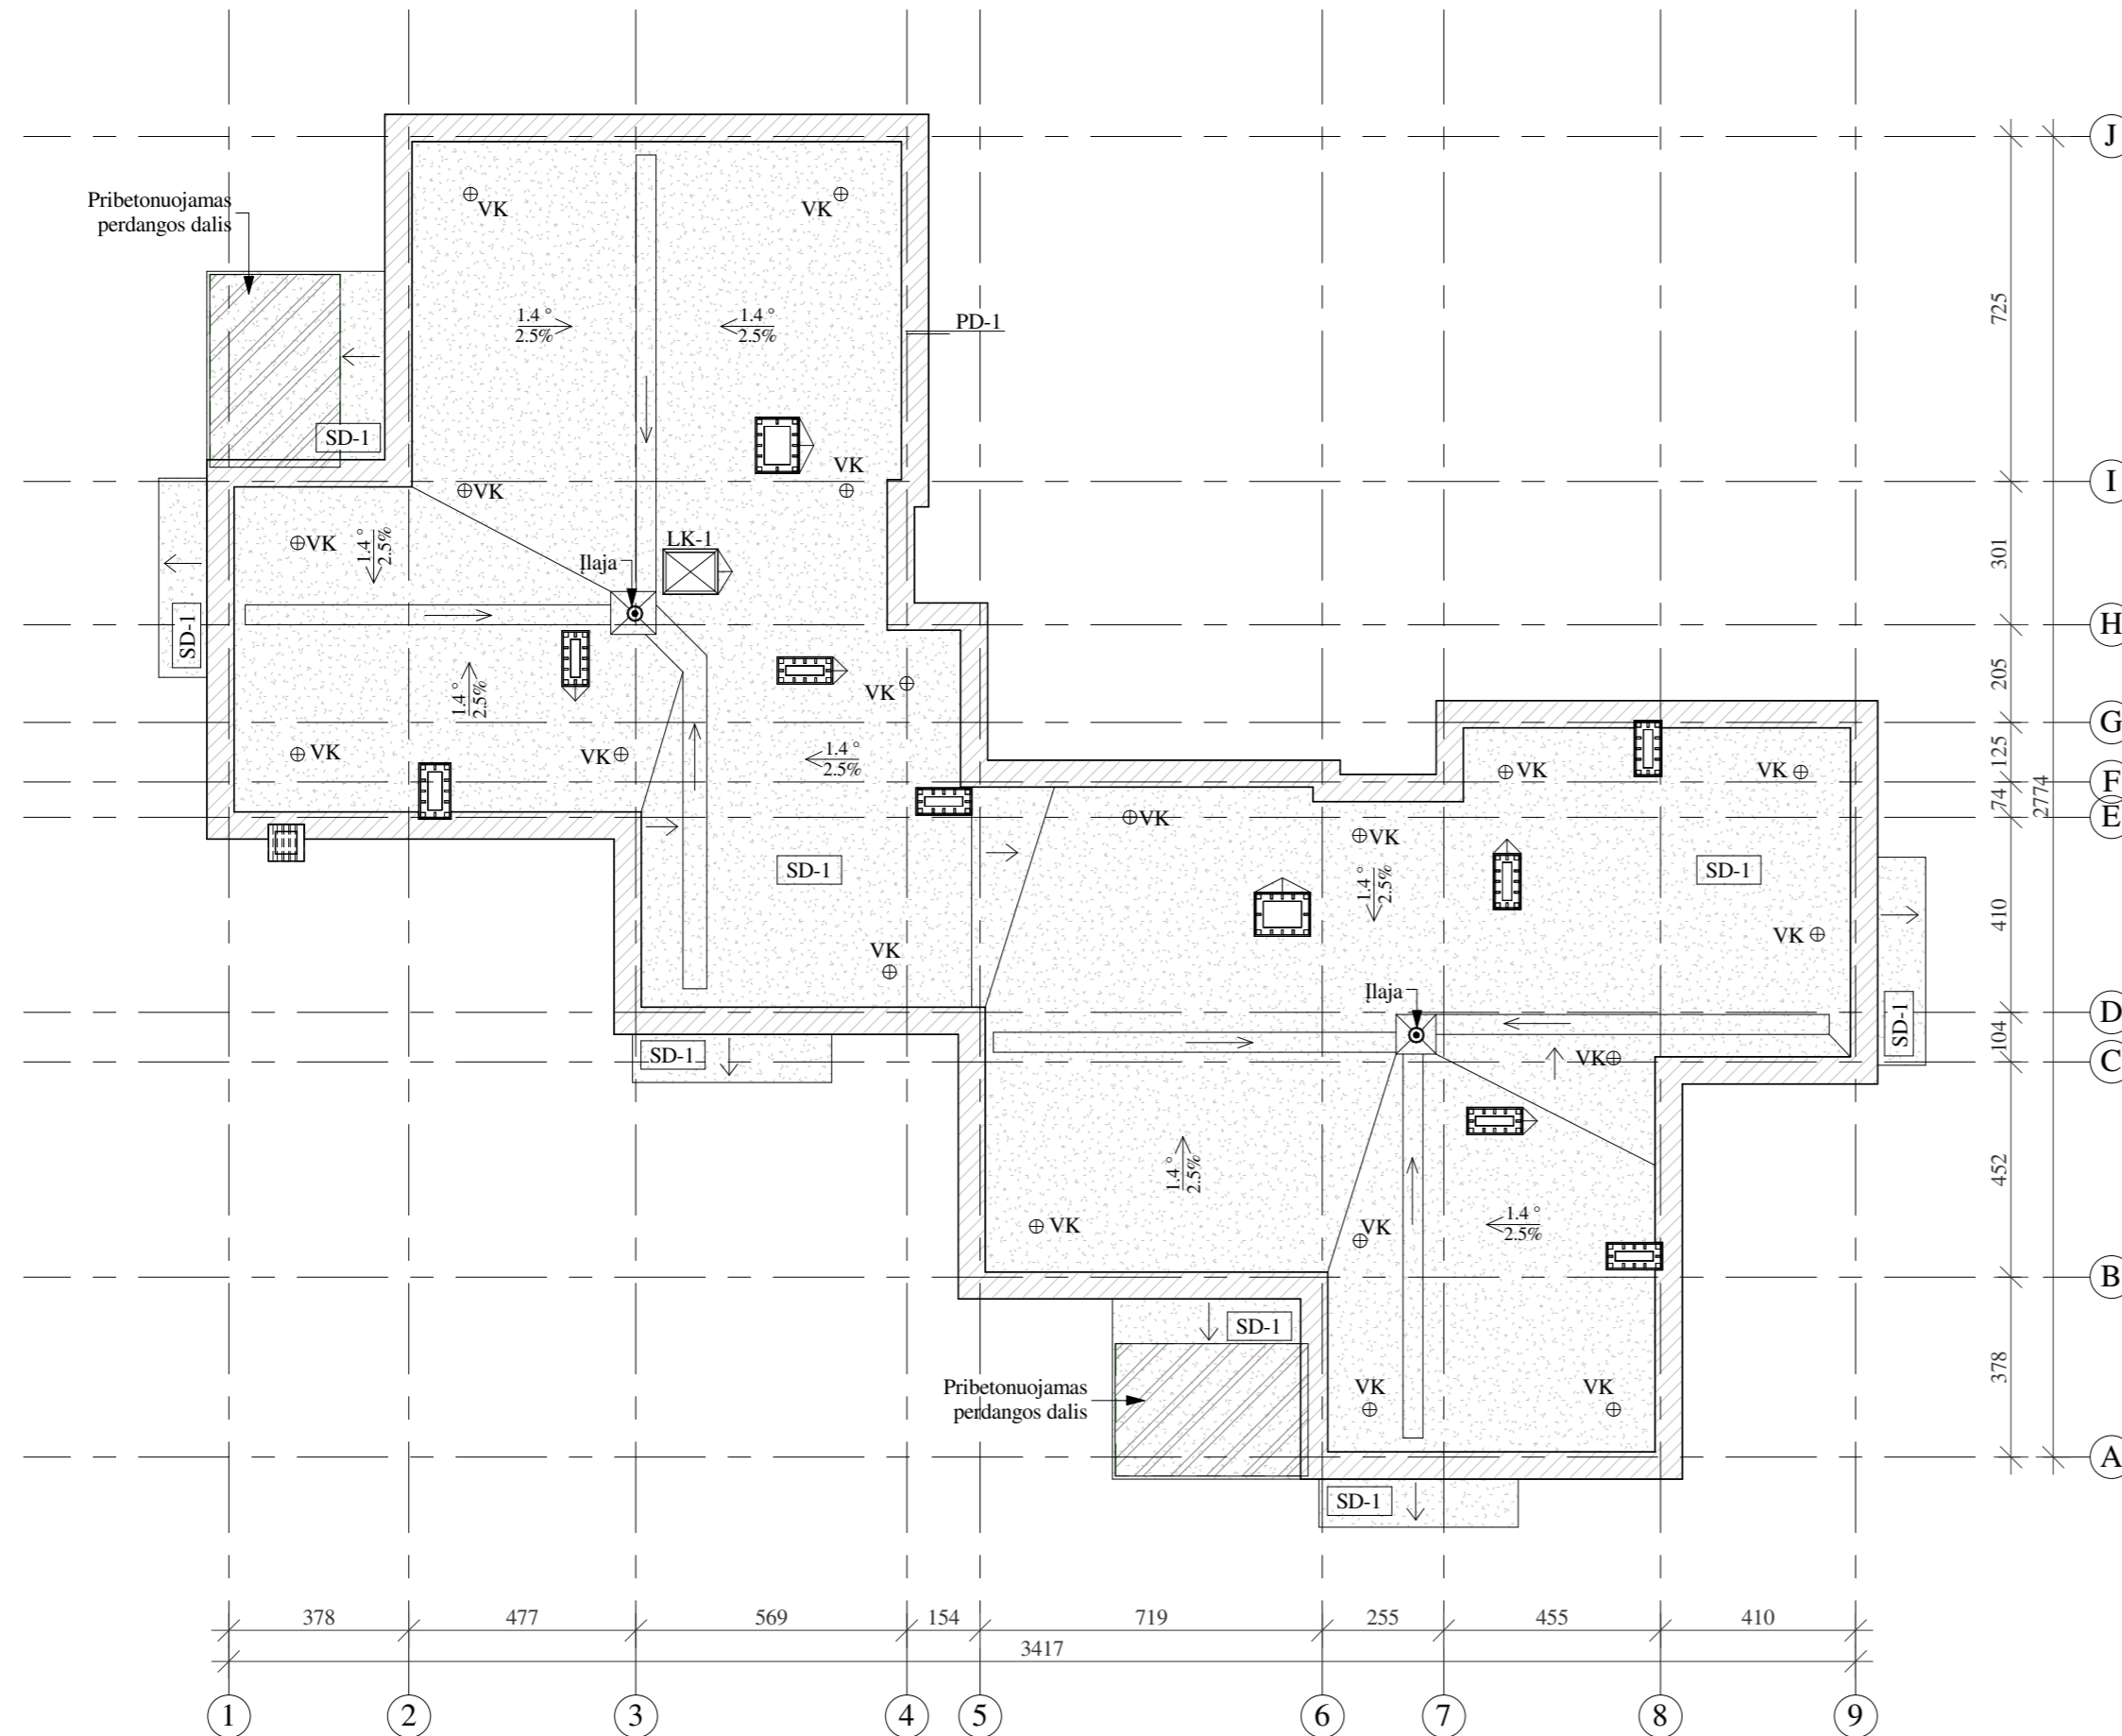 J
Pribetonuojamas
perdangos dalis
VK
VK
725
1.4 °
2.5%
1.4 °
2.5%
PD-1
SD-1
VK
I
VK
VK
1.4 °
2.5%
LK-1
Įlaja
301
SD-1
H
205
VK
1.4 °
2.5%
G
VK
VK
1.4 °
2.5%
125
VK
VK
F
74
2774
E
VK
VK
SD-1
1.4 °
2.5%
SD-1
410
VK
VK
Įlaja
D
SD-1
104
SD-1
VK
C
452
1.4 °
2.5%
1.4 °
2.5%
VK
VK
B
SD-1
378
Pribetonuojamas
perdangos dalis
VK
VK
A
SD-1
378
477
569
154
719
255
455
410
3417
1
2
3
4
5
6
7
8
9